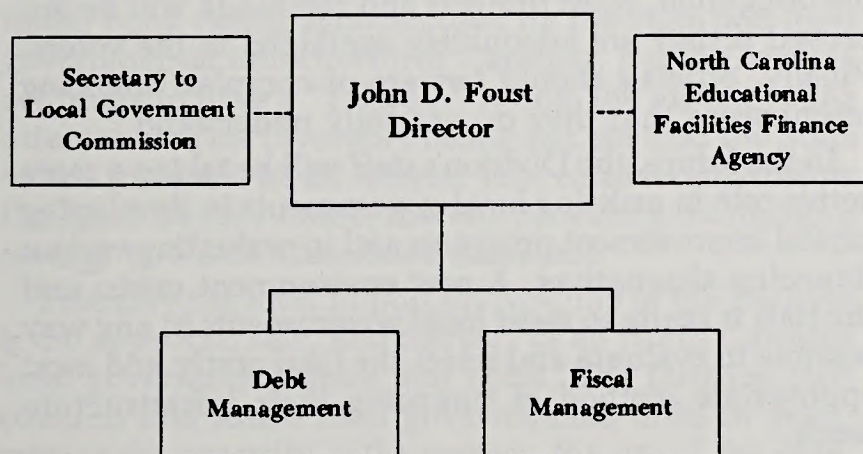 Secretary to
Local Government
Commission
John D. Foust
Director
North Carolina
Educational
Facilities Finance
Agency
Debt
Management
Fiscal
Management